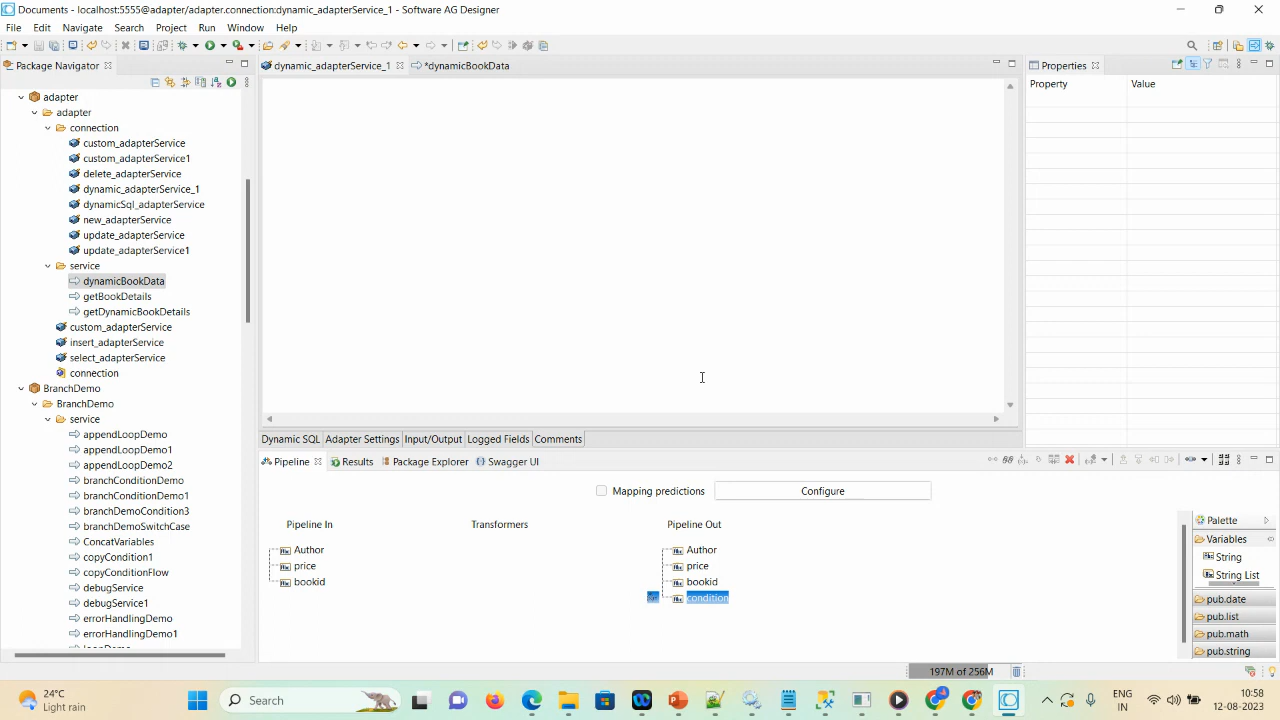 Documents - localhost:5555@adapter/adapter.connection:dynamic_adapterService_1 - Software AG Designer
File Edit Navigate Search Project Run Window Help
Package Navigator
adapter
adapter
connection
custom_adapterService
custom_adapterService1
delete_adapterService
dynamic_adapterService_1
dynamicSql_adapterService
new_adapterService
update_adapterService
update_adapterService1
service
dynamicBookData
getBookDetails
getDynamicBookDetails
custom_adapterService
insert_adapterService
select_adapterService
connection
BranchDemo
BranchDemo
service
appendLoopDemo
appendLoopDemo1
appendLoopDemo2
branchConditionDemo
branchConditionDemo1
branchDemoCondition3
branchDemoSwitchCase
ConcatVariables
copyCondition1
copyConditionFlow
debugService
debugService1
errorHandlingDemo
errorHandlingDemo1
dynamic_adapterService_1 *dynamicBookData
Dynamic SQL Adapter Settings Input/Output Logged Fields Comments
Properties
Property Value
Pipeline Results Package Explorer Swagger UI
Mapping predictions Configure
Pipeline In Transformers Pipeline Out
Author Author
price price
bookid bookid
condition
Palette
Variables
String
String List
pub.date
pub.list
pub.math
pub.string
197M of 256M
24°C
Light rain
Search
ENG
IN
10:58
12-08-2023